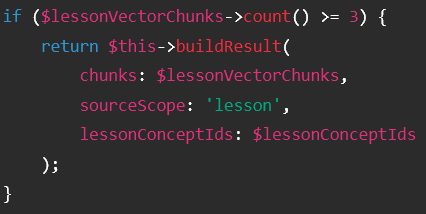 if ($lessonVectorChunks->count() >= 3) {
    return $this->buildResult(
        chunks: $lessonVectorChunks,
        sourceScope: 'lesson',
        lessonConceptIds: $lessonConceptIds
    );
}